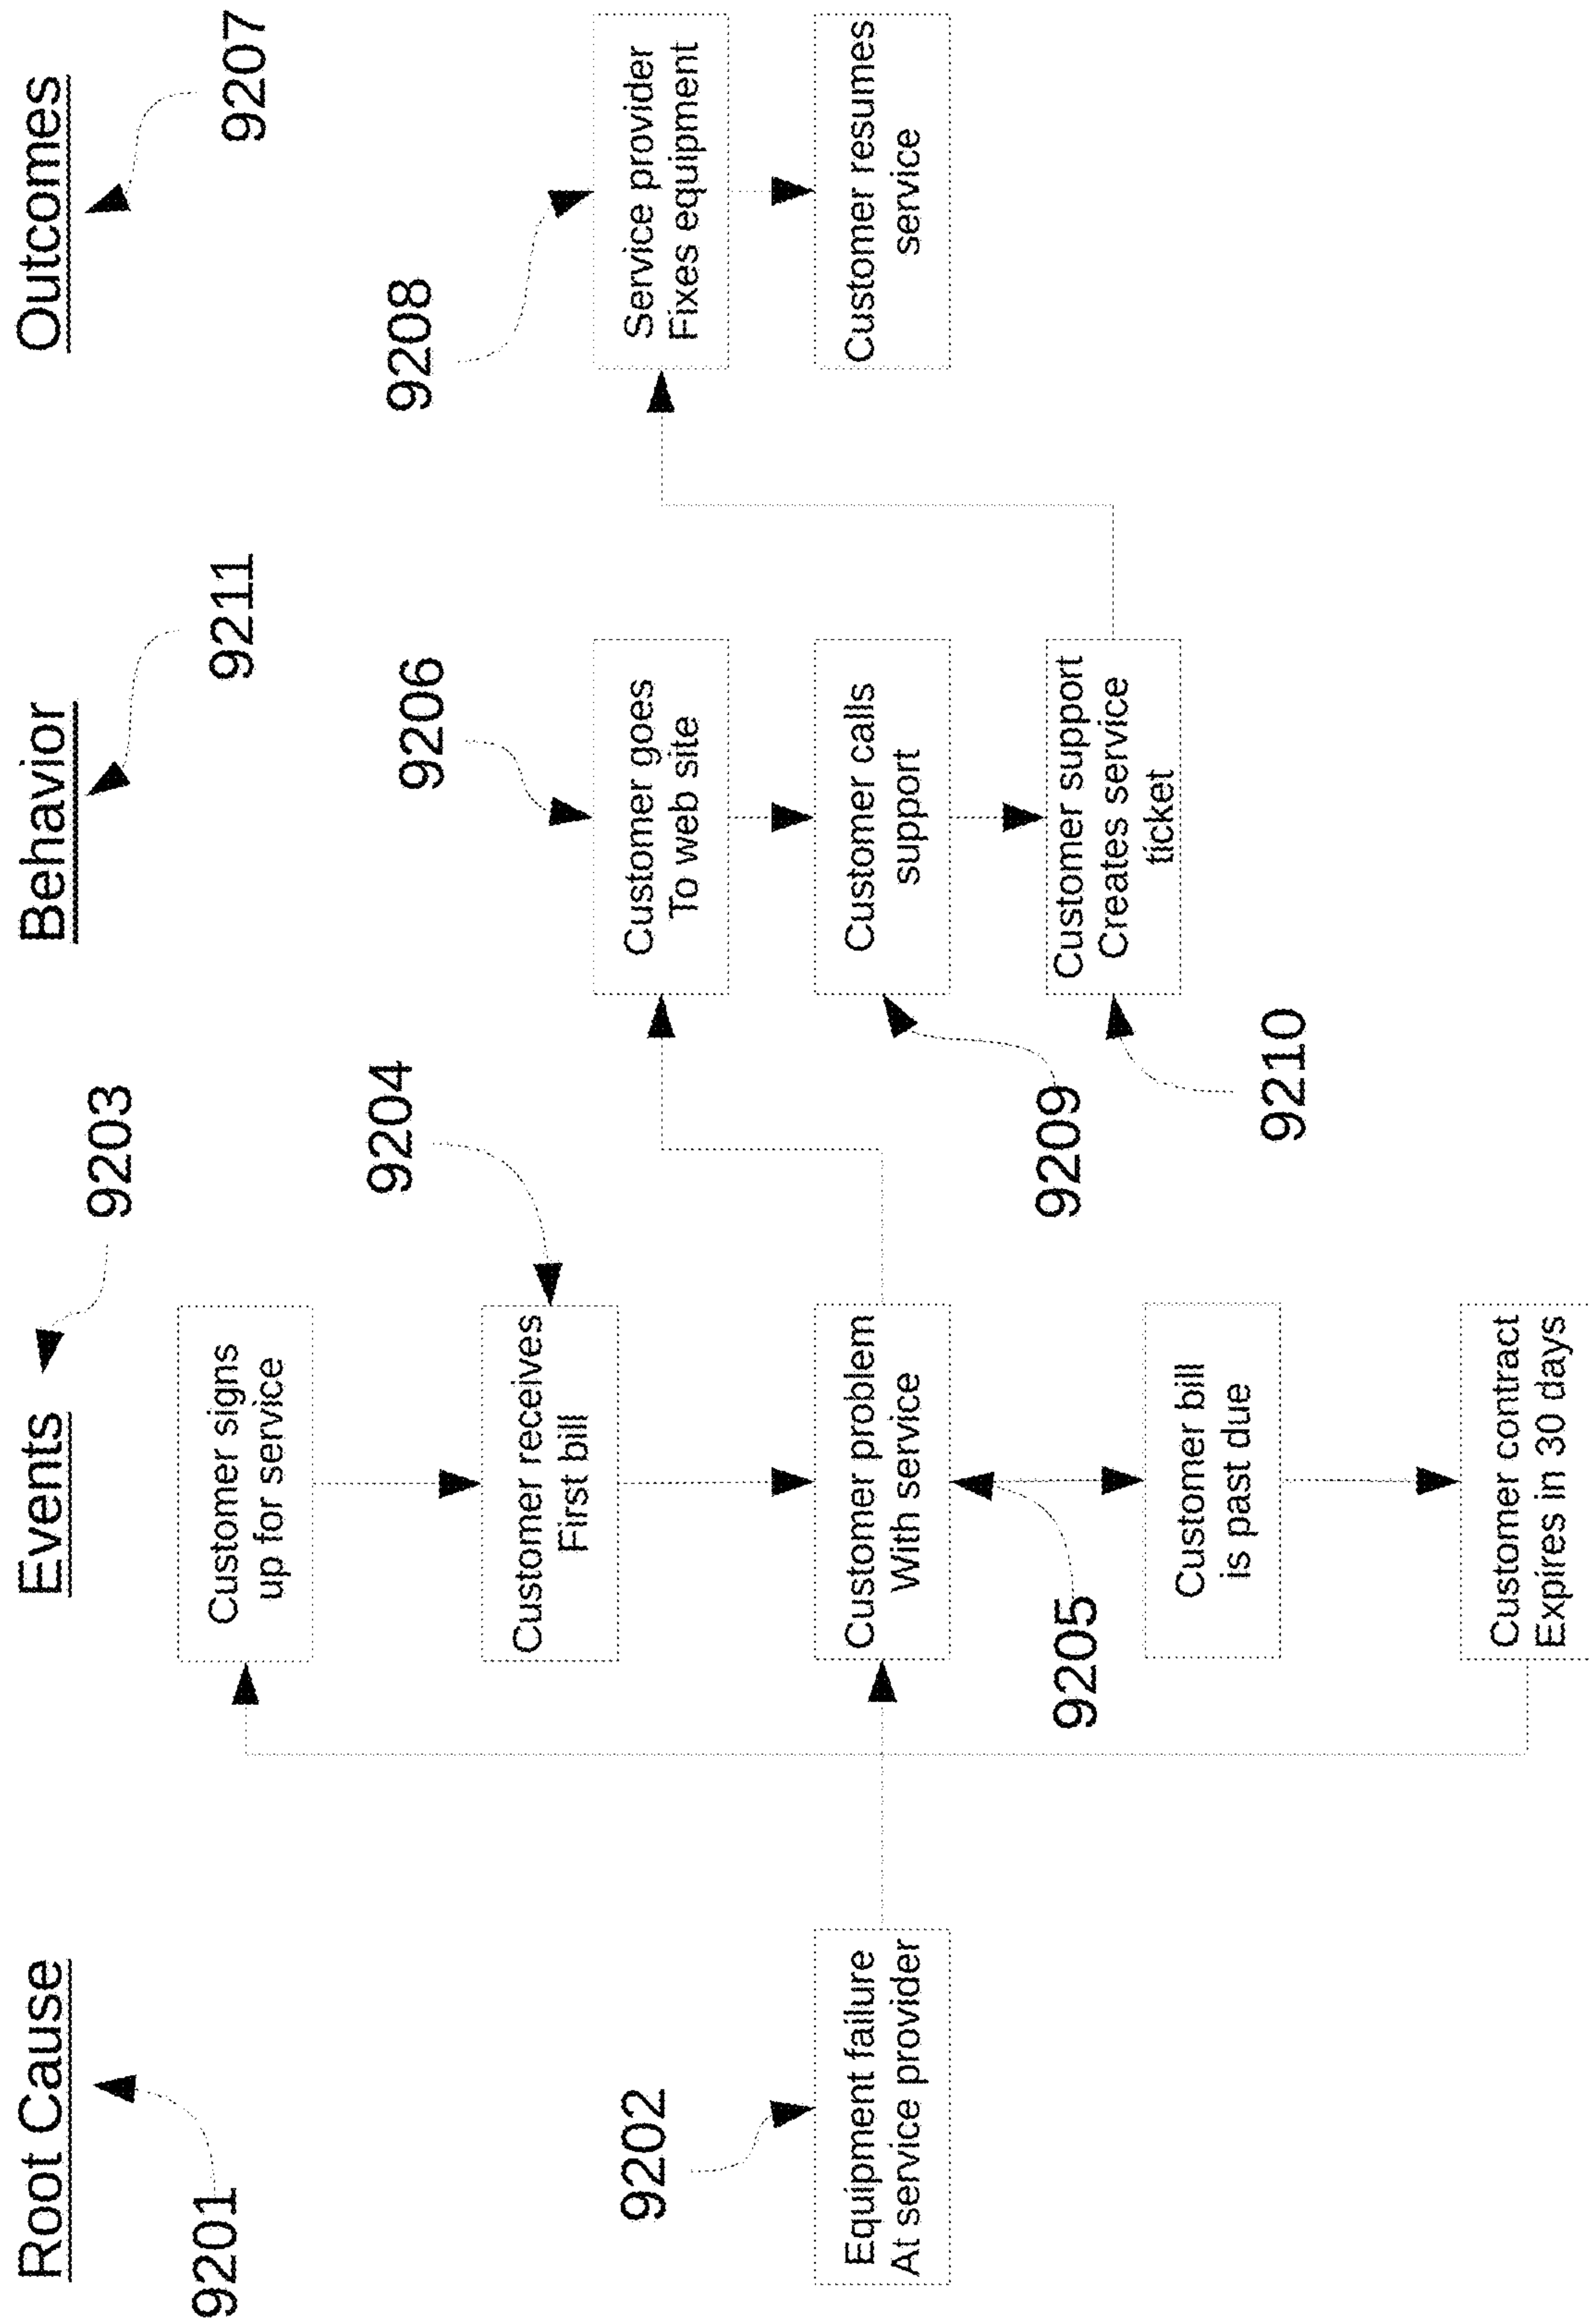 Root Cause
9201
Events
9203
Behavior
9211
Outcomes
9207
Equipment failure
At service provider
9202
Customer signs
up for service
Customer receives
First bill
9204
Customer problem
With service
9205
Customer bill
is past due
Customer contract
Expires in 30 days
Customer goes
To web site
9206
Customer calls
support
9209
Customer support
Creates service
ticket
9210
Service provider
Fixes equipment
9208
Customer resumes
service